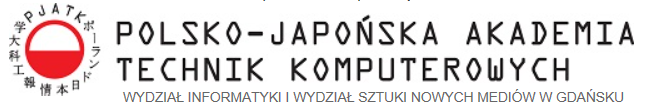 PJATK
ポーランド日本情報工科大学
POLSKO-JAPOŃSKA AKADEMIA
TECHNIK KOMPUTEROWYCH
WYDZIAŁ INFORMATYKI I WYDZIAŁ SZTUKI NOWYCH MEDIÓW W GDAŃSKU